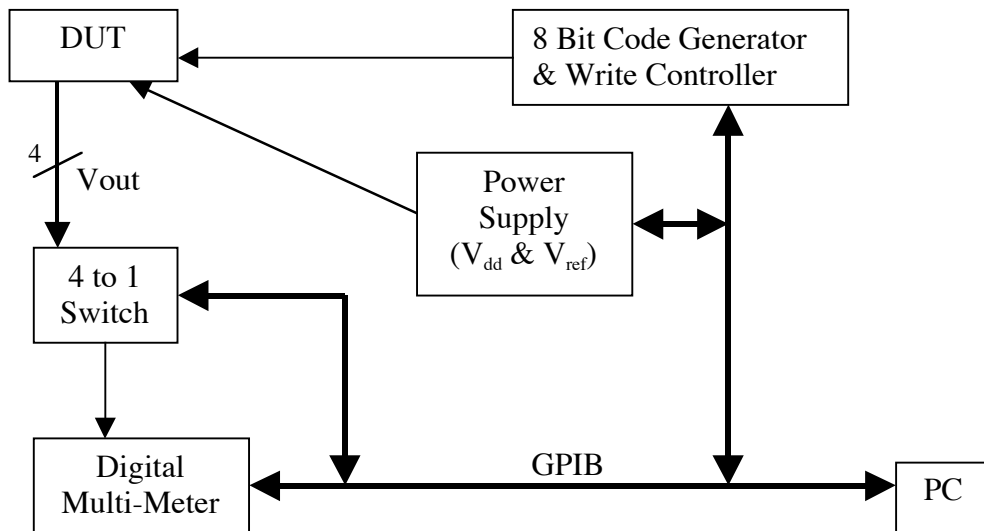 DUT
8 Bit Code Generator
& Write Controller
4
Vout
Power
Supply
(Vdd & Vref)
4 to 1
Switch
Digital
Multi-Meter
GPIB
PC